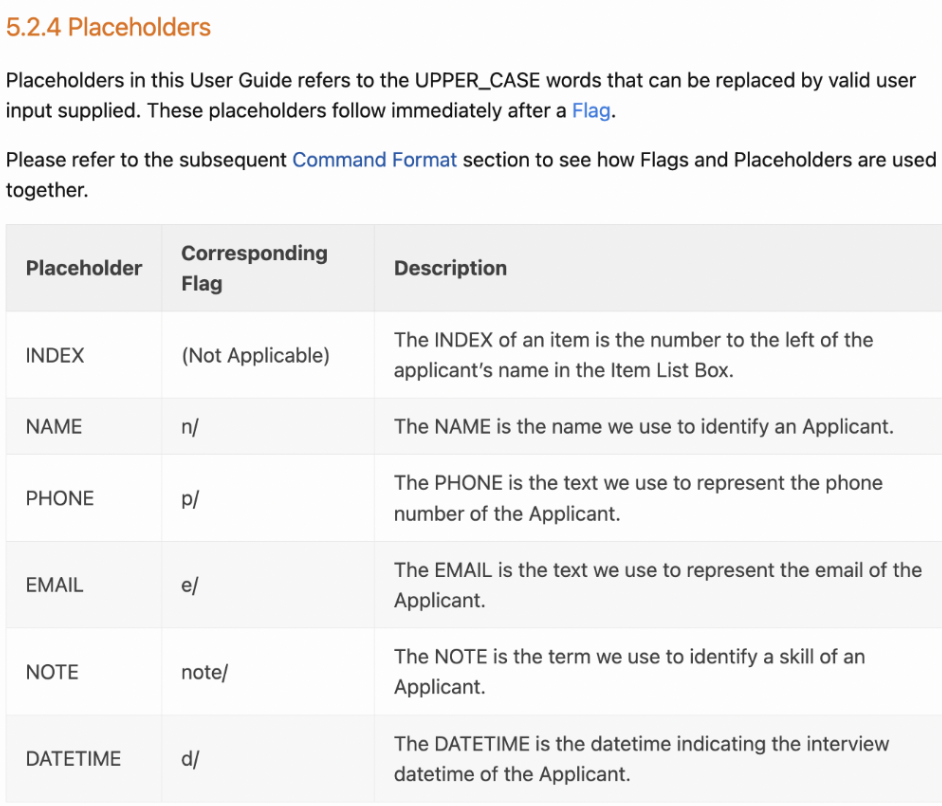 5.2.4 Placeholders
Placeholders in this User Guide refers to the UPPER_CASE words that can be replaced by valid user
input supplied. These placeholders follow immediately after a Flag.
Please refer to the subsequent Command Format section to see how Flags and Placeholders are used
together.
Placeholder
Corresponding
Flag
Description
INDEX
(Not Applicable)
The INDEX of an item is the number to the left of the
applicant’s name in the Item List Box.
NAME
n/
The NAME is the name we use to identify an Applicant.
PHONE
p/
The PHONE is the text we use to represent the phone
number of the Applicant.
EMAIL
e/
The EMAIL is the text we use to represent the email of the
Applicant.
NOTE
note/
The NOTE is the term we use to identify a skill of an
Applicant.
DATETIME
d/
The DATETIME is the datetime indicating the interview
datetime of the Applicant.